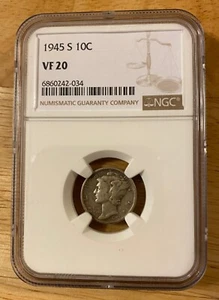 1945 S 10C
VF 20
6860242-034
NUMISMATIC GUARANTY COMPANY
NGC